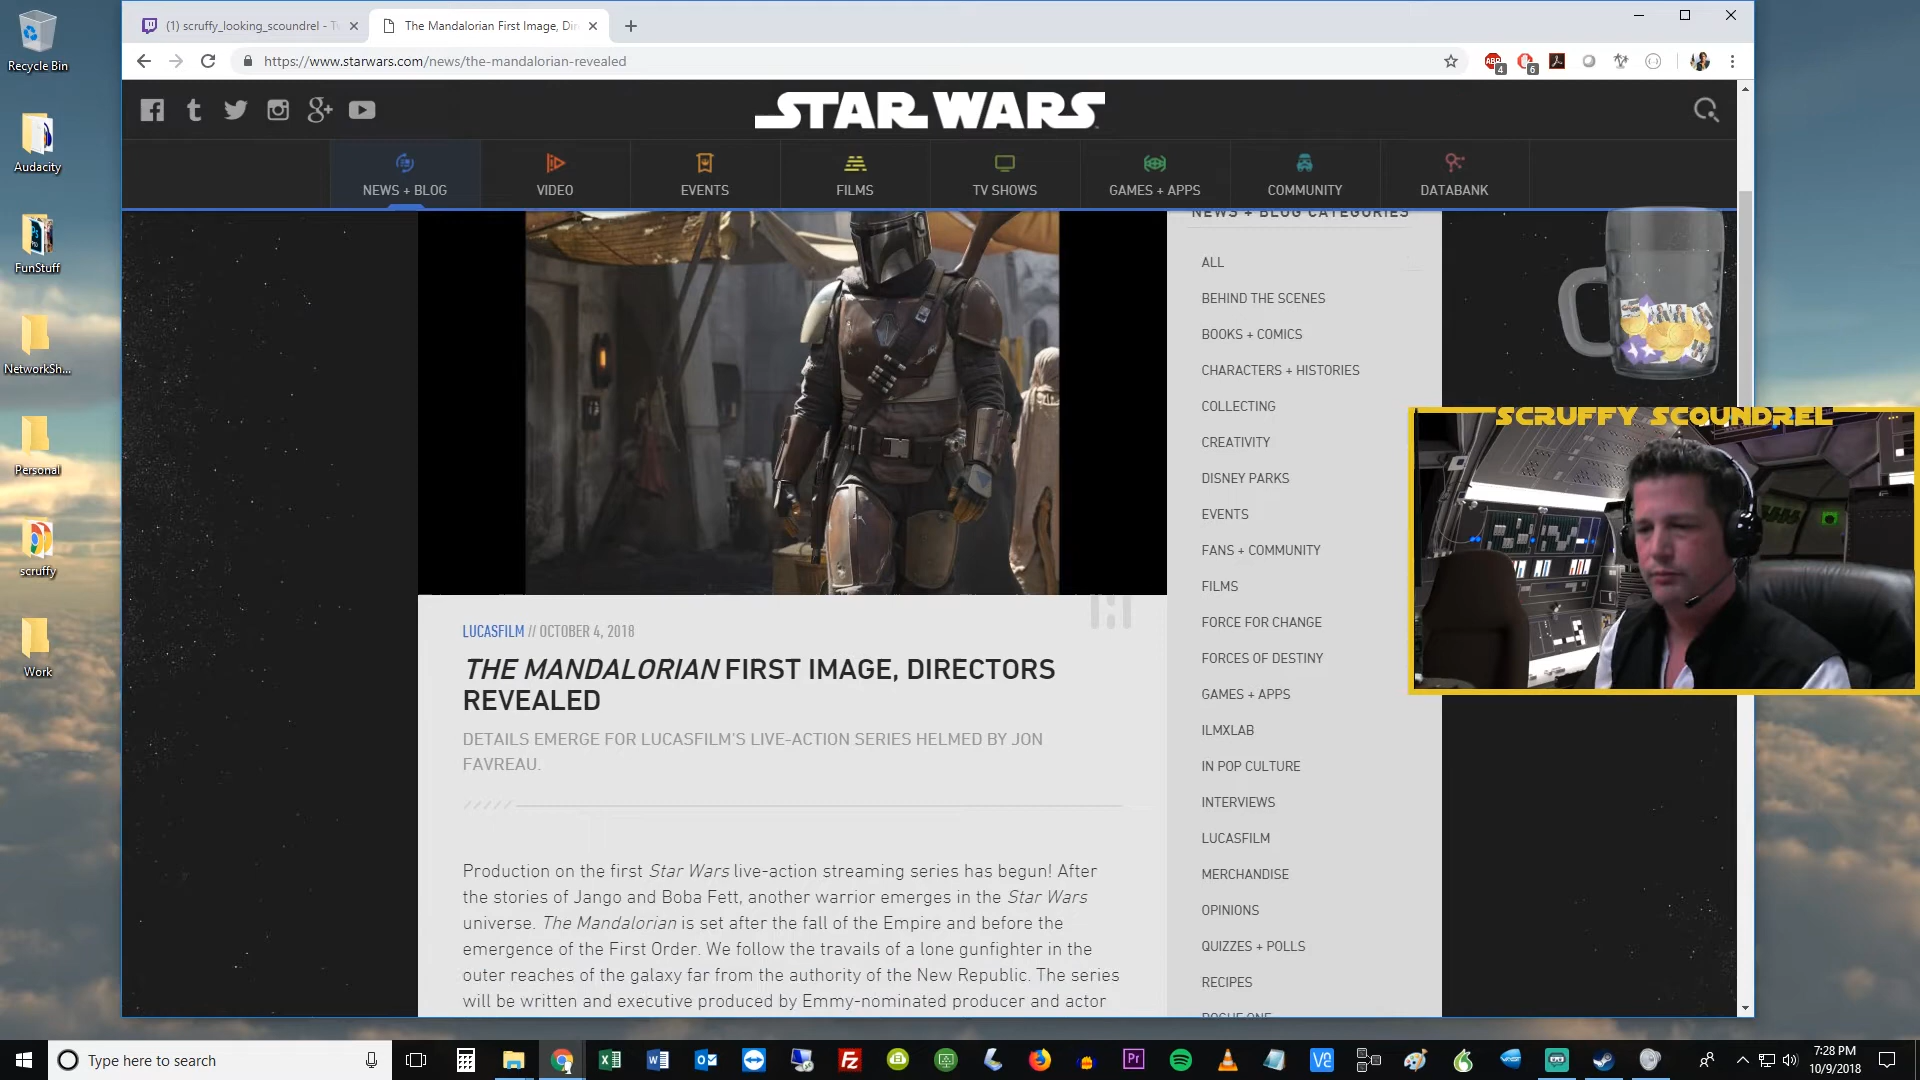 Recycle Bin
Audacity
FunStuff
NetworkSh...
Personal
scruffy
Work
(1) scruffy_looking_scoundrel - Tw
The Mandalorian First Image, Dir
https://www.starwars.com/news/the-mandalorian-revealed
ABP
4
6
STAR WARS
NEWS + BLOG
VIDEO
EVENTS
FILMS
TV SHOWS
GAMES + APPS
COMMUNITY
DATABANK
NEWS + BLOG CATEGORIES
ALL
BEHIND THE SCENES
BOOKS + COMICS
CHARACTERS + HISTORIES
COLLECTING
CREATIVITY
DISNEY PARKS
EVENTS
FANS + COMMUNITY
FILMS
FORCE FOR CHANGE
FORCES OF DESTINY
GAMES + APPS
ILMXLAB
IN POP CULTURE
INTERVIEWS
LUCASFILM
MERCHANDISE
OPINIONS
QUIZZES + POLLS
RECIPES
ROGUE ONE
SCRUFFY SCOUNDREL
LUCASFILM // OCTOBER 4, 2018
THE MANDALORIAN FIRST IMAGE, DIRECTORS
REVEALED
DETAILS EMERGE FOR LUCASFILM'S LIVE-ACTION SERIES HELMED BY JON
FAVREAU.
Production on the first Star Wars live-action streaming series has begun! After
the stories of Jango and Boba Fett, another warrior emerges in the Star Wars
universe. The Mandalorian is set after the fall of the Empire and before the
emergence of the First Order. We follow the travails of a lone gunfighter in the
outer reaches of the galaxy far from the authority of the New Republic. The series
will be written and executive produced by Emmy-nominated producer and actor
Type here to search
7:28 PM
10/9/2018